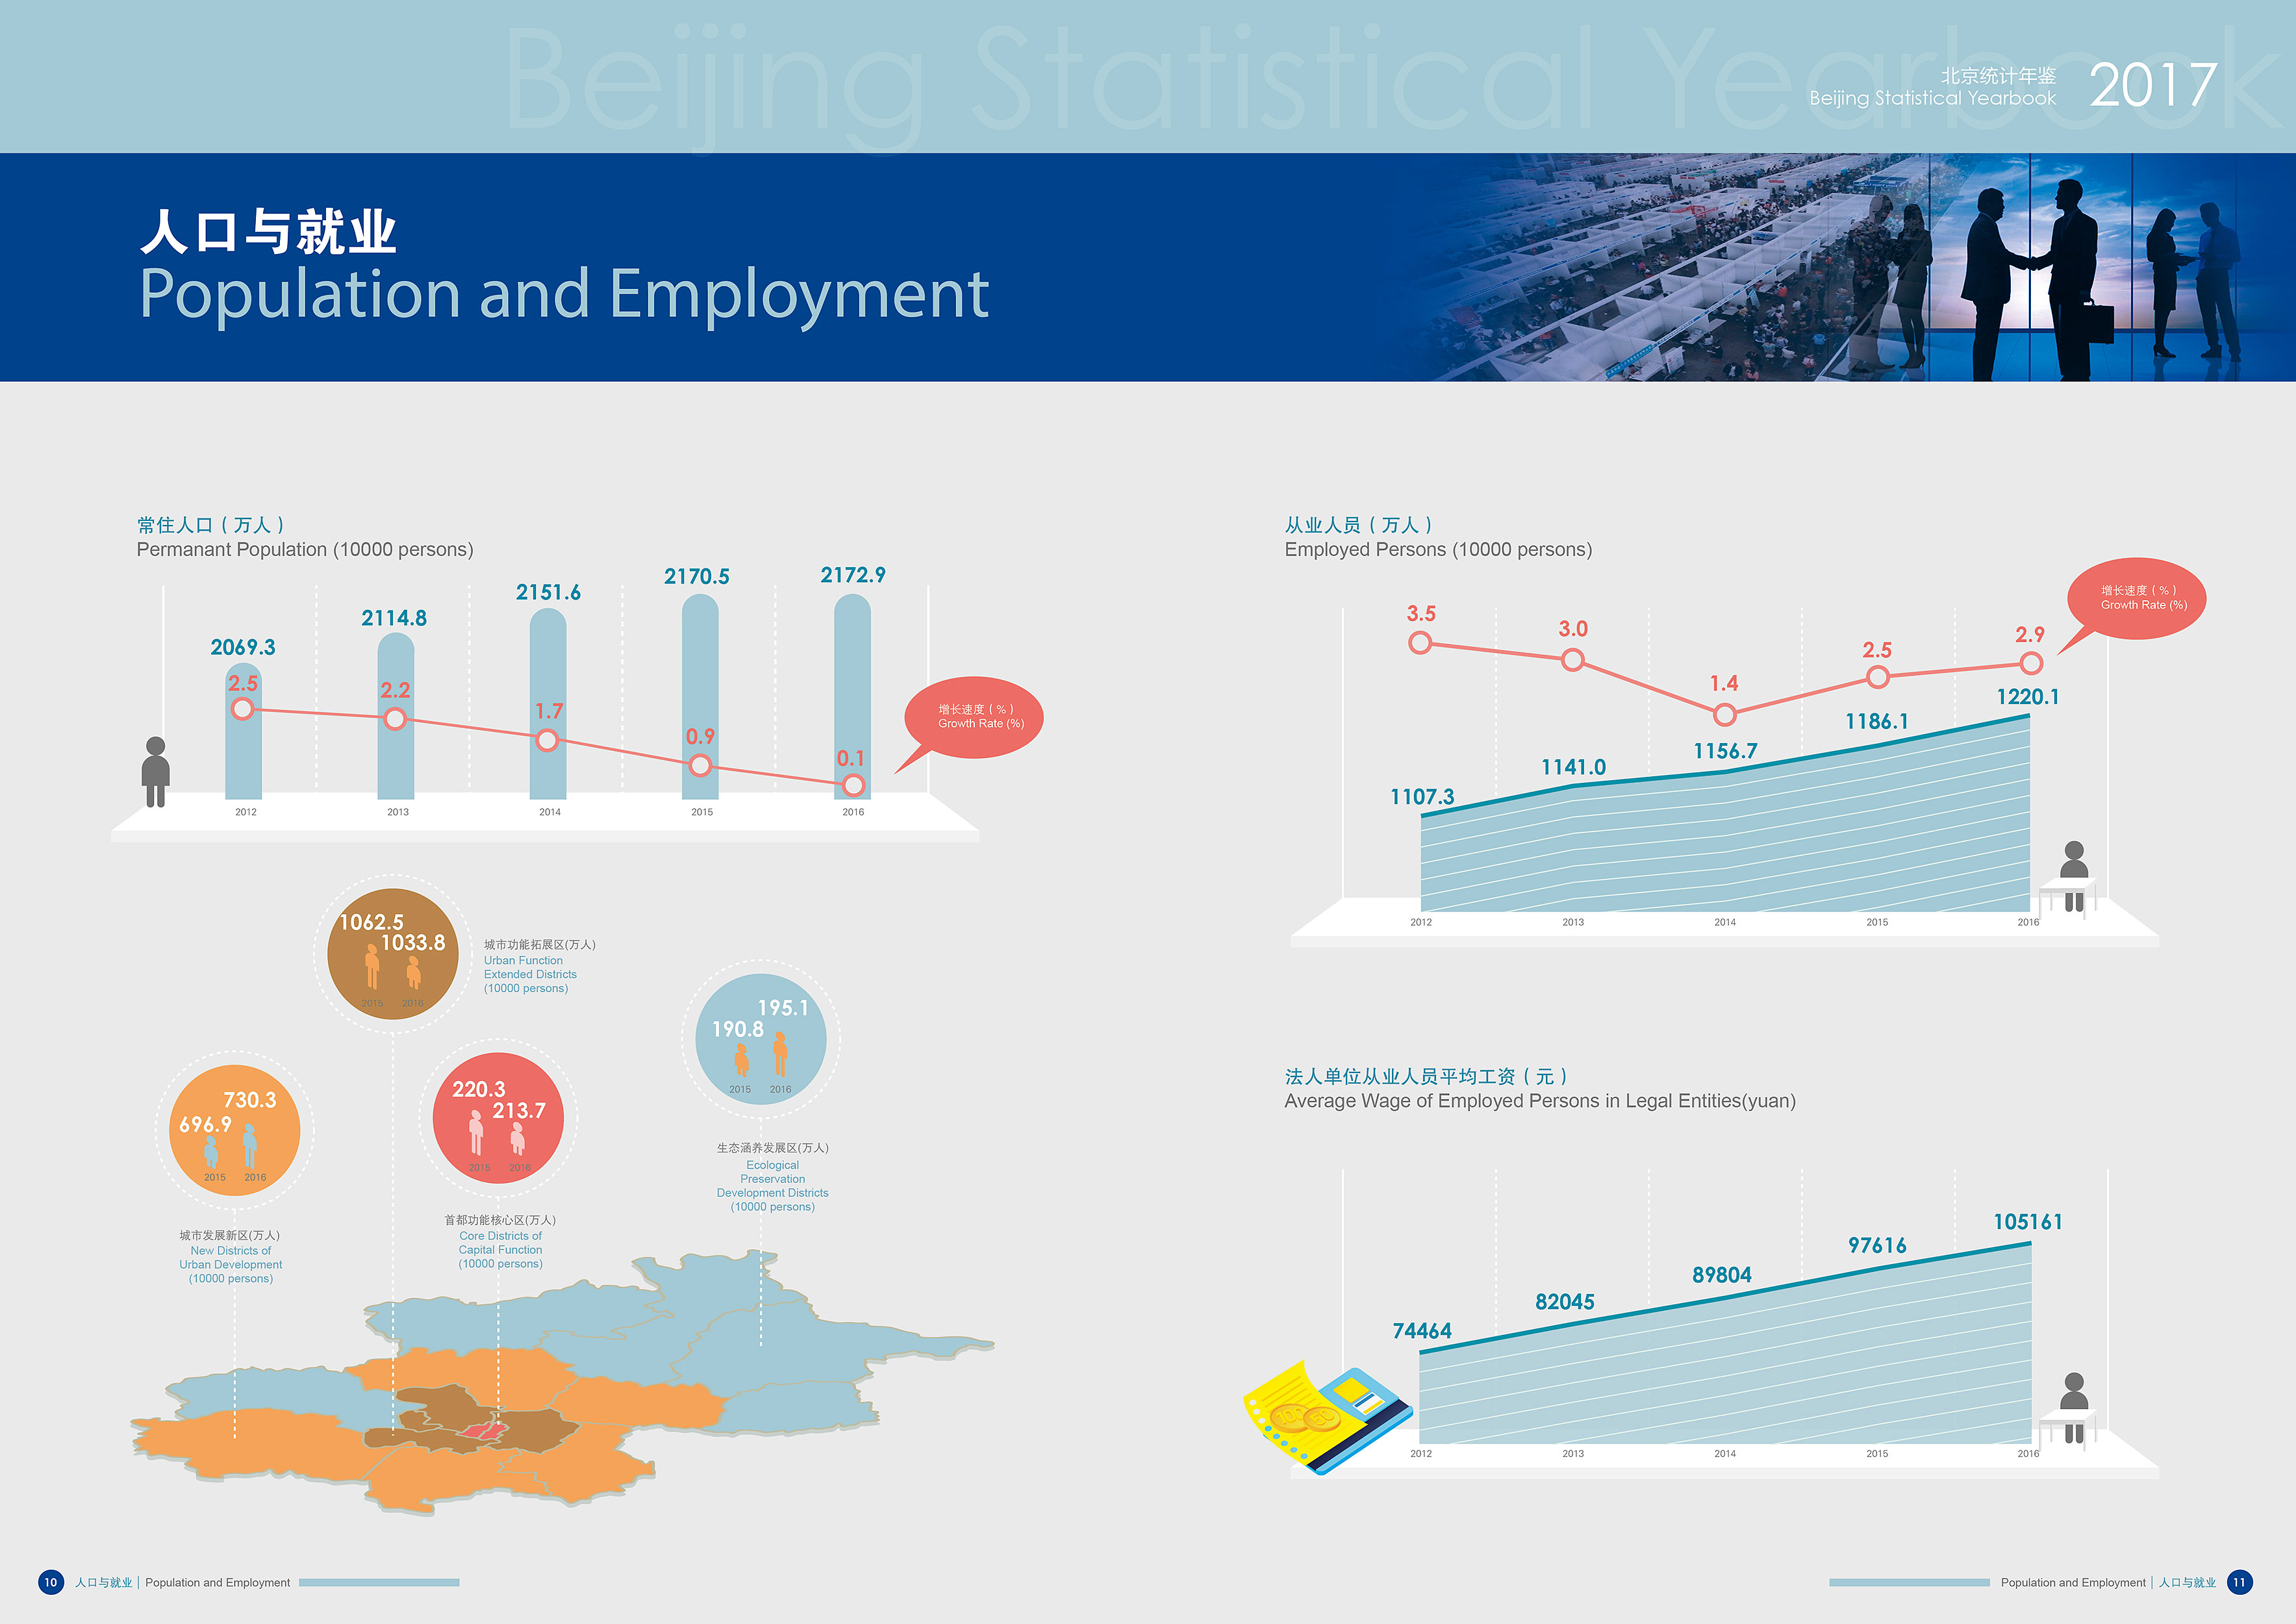 Beijing Statistical Yearbook
北京统计年鉴
Beijing Statistical Yearbook
2017
人口与就业
Population and Employment
常住人口（万人）
Permanant Population (10000 persons)
2069.3
2114.8
2151.6
2170.5
2172.9
2.5
2.2
1.7
0.9
0.1
增长速度（%）
Growth Rate (%)
2012
2013
2014
2015
2016
1062.5
1033.8
2015
2016
城市功能拓展区(万人)
Urban Function
Extended Districts
(10000 persons)
195.1
190.8
2015
2016
生态涵养发展区(万人)
Ecological
Preservation
Development Districts
(10000 persons)
730.3
696.9
2015
2016
城市发展新区(万人)
New Districts of
Urban Development
(10000 persons)
220.3
213.7
2015
2016
首都功能核心区(万人)
Core Districts of
Capital Function
(10000 persons)
从业人员（万人）
Employed Persons (10000 persons)
增长速度（%）
Growth Rate (%)
3.5
3.0
1.4
2.5
2.9
1107.3
1141.0
1156.7
1186.1
1220.1
2012
2013
2014
2015
2016
法人单位从业人员平均工资（元）
Average Wage of Employed Persons in Legal Entities(yuan)
74464
82045
89804
97616
105161
100
50
2012
2013
2014
2015
2016
10 人口与就业 | Population and Employment
Population and Employment | 人口与就业 11